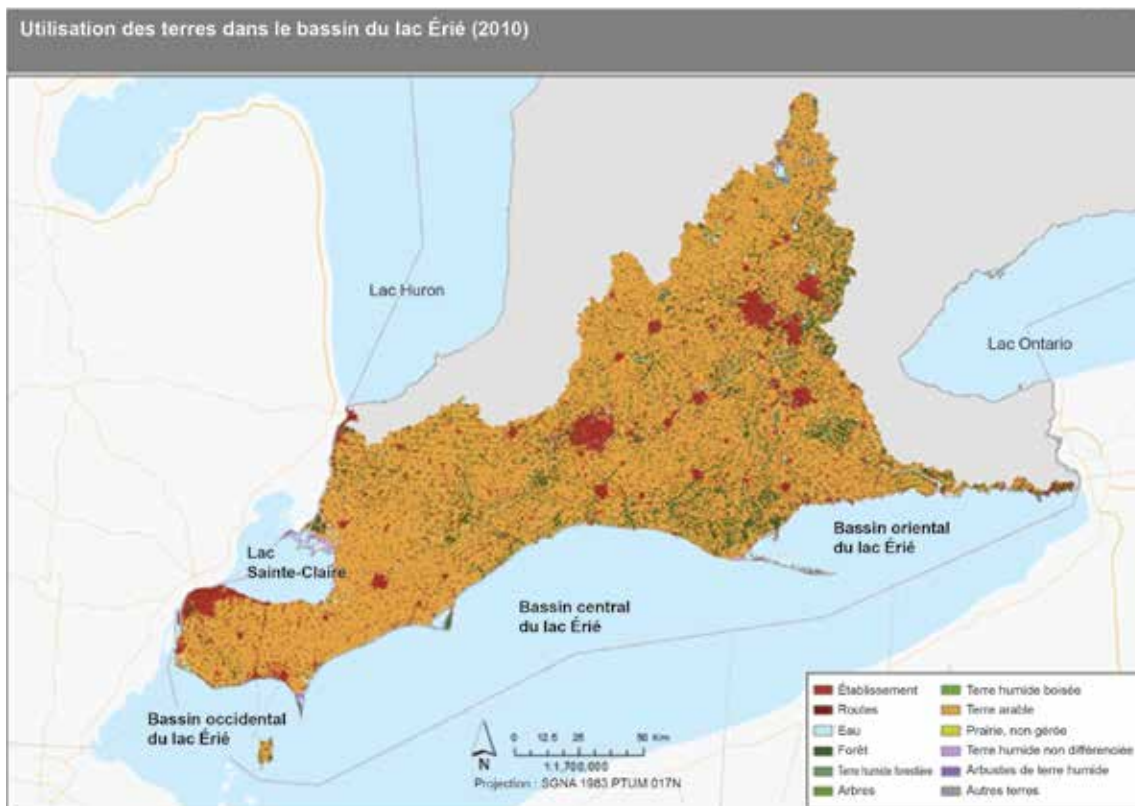 Utilisation des terres dans le bassin du lac Érié (2010)
Lac Huron
Lac Ontario
Lac
Sainte-Claire
Bassin oriental
du lac Érié
Bassin central
du lac Érié
Bassin occidental
du lac Érié
N
0 12.5 25 50 Km
1:1,700,000
Projection : SGNA 1983 PTUM 017N
Établissement
Routes
Eau
Forêt
Terre humide forestière
Arbres
Terre humide boisée
Terre arable
Prairie, non gérée
Terre humide non différenciée
Arbustes de terre humide
Autres terres